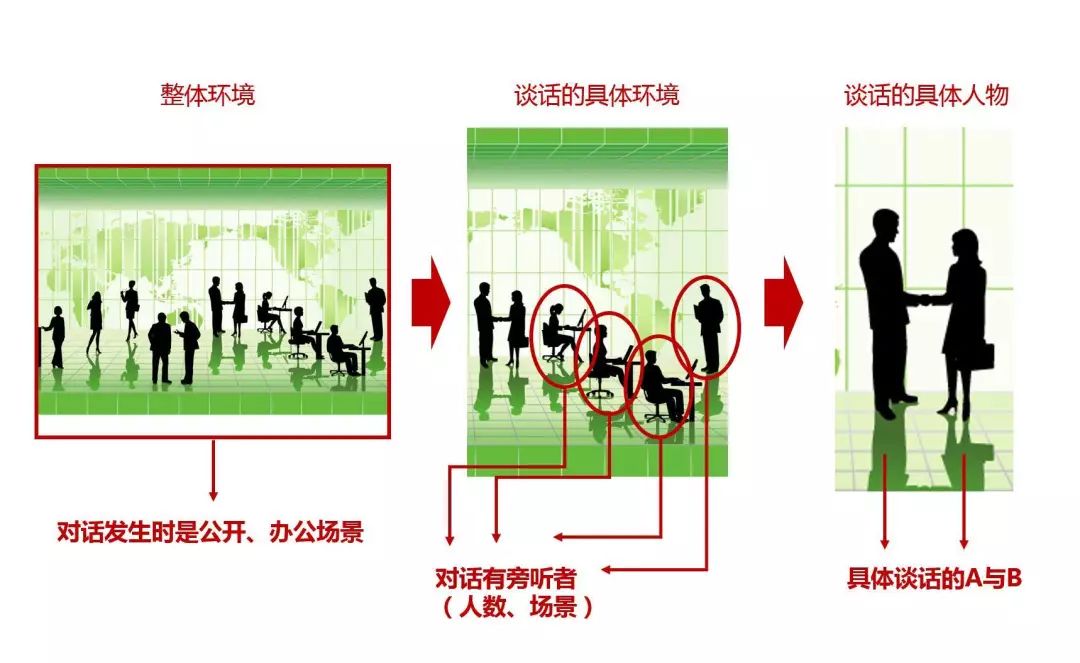 整体环境
谈话的具体环境
谈话的具体人物
对话发生时是公开、办公场景
对话有旁听者
（人数、场景）
具体谈话的A与B